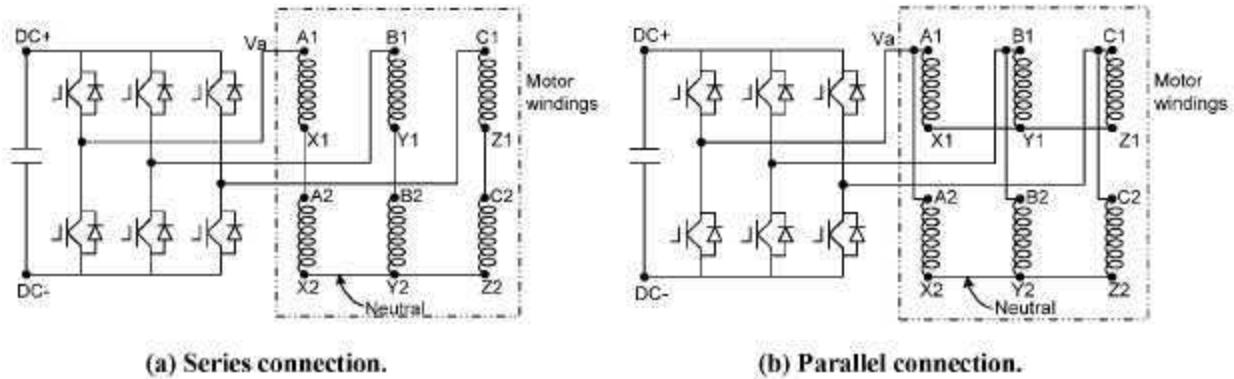 DC+
Va
A1
B1
C1
Motor
windings
X1
Y1
Z1
A2
B2
C2
DC-
X2
Y2
Z2
Neutral
(a) Series connection.
DC+
Va
A1
B1
C1
Motor
windings
X1
Y1
Z1
A2
B2
C2
DC-
X2
Y2
Z2
Neutral
(b) Parallel connection.